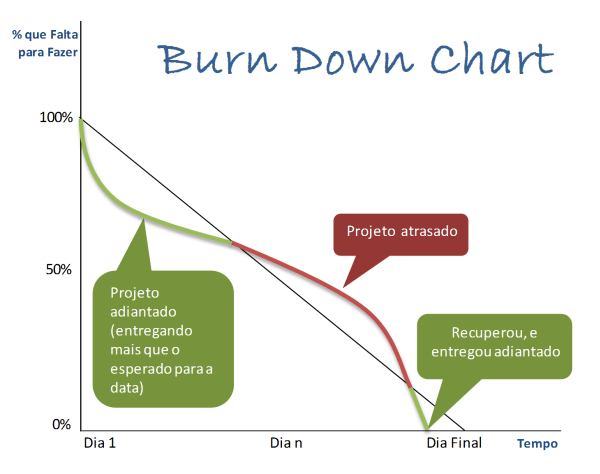 % que Falta
para Fazer
Burn Down Chart
100%
Projeto atrasado
50%
Projeto
adiantado
(entregando
mais que o
esperado para a
data)
Recuperou, e
entregou adiantado
0%
Dia 1
Dia n
Dia Final
Tempo